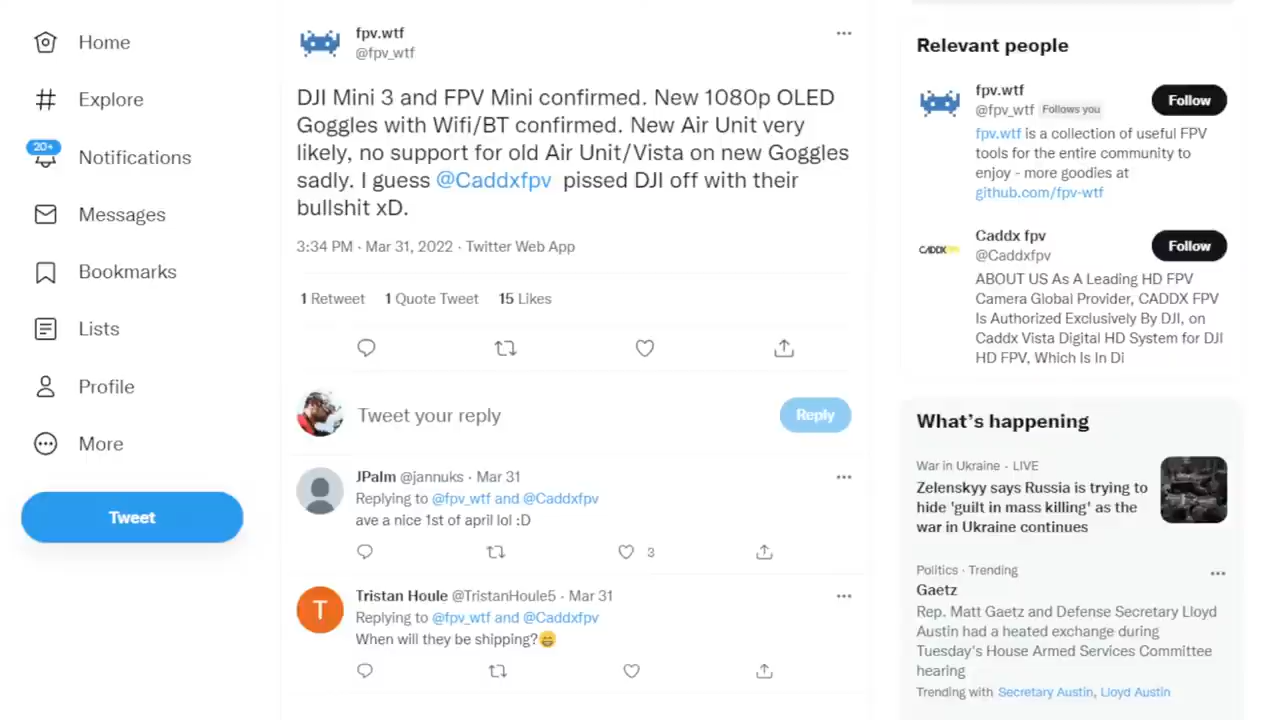 Home
Explore
20+
Notifications
Messages
Bookmarks
Lists
Profile
More
Tweet
fpv.wtf
@fpv_wtf
DJI Mini 3 and FPV Mini confirmed. New 1080p OLED
Goggles with Wifi/BT confirmed. New Air Unit very
likely, no support for old Air Unit/Vista on new Goggles
sadly. I guess @Caddxfpv pissed DJI off with their
bullshit xD.
3:34 PM · Mar 31, 2022 · Twitter Web App
1 Retweet 1 Quote Tweet 15 Likes
Tweet your reply
Reply
JPalm @jannuks · Mar 31
Replying to @fpv_wtf and @Caddxfpv
ave a nice 1st of april lol :D
3
T
Tristan Houle @TristanHoule5 · Mar 31
Replying to @fpv_wtf and @Caddxfpv
When will they be shipping?😄
Relevant people
fpv.wtf
@fpv_wtf Follows you
Follow
fpv.wtf is a collection of useful FPV
tools for the entire community to
enjoy - more goodies at
github.com/fpv-wtf
CADDX
Caddx fpv
@Caddxfpv
Follow
ABOUT US As A Leading HD FPV
Camera Global Provider, CADDX FPV
Is Authorized Exclusively By DJI, on
Caddx Vista Digital HD System for DJI
HD FPV, Which Is In Di
What's happening
War in Ukraine · LIVE
Zelenskyy says Russia is trying to
hide 'guilt in mass killing' as the
war in Ukraine continues
Politics · Trending
Gaetz
Rep. Matt Gaetz and Defense Secretary Lloyd
Austin had a heated exchange during
Tuesday's House Armed Services Committee
hearing
Trending with Secretary Austin, Lloyd Austin